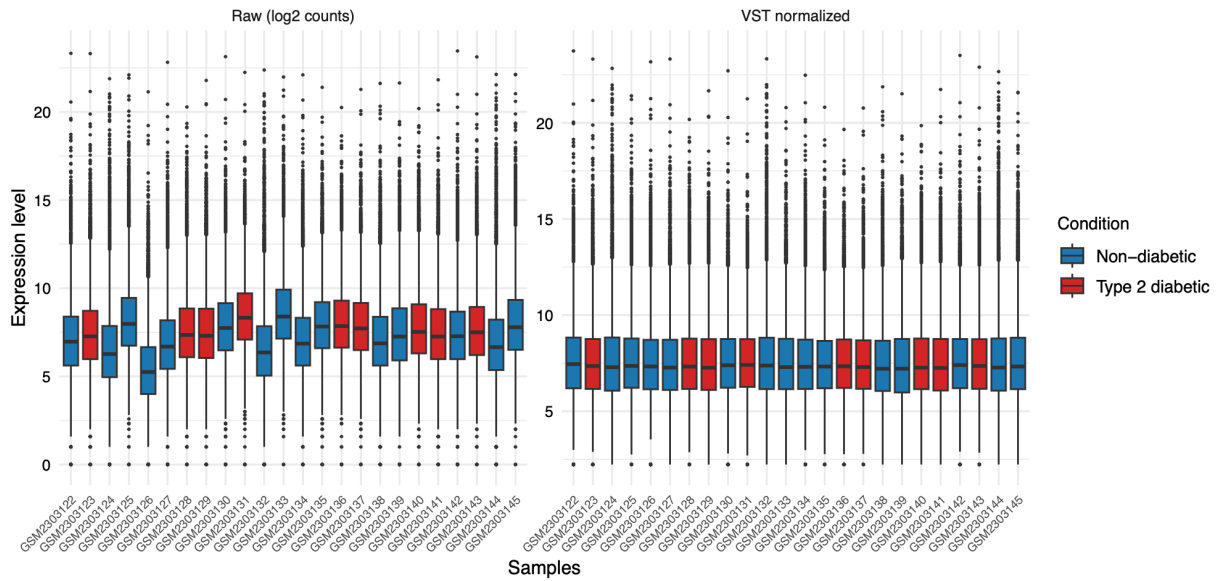 Raw (log2 counts)
VST normalized
Expression level
20
15
10
5
0
20
15
10
5
GSM2303122
GSM2303123
GSM2303124
GSM2303125
GSM2303126
GSM2303127
GSM2303128
GSM2303129
GSM2303130
GSM2303131
GSM2303132
GSM2303133
GSM2303134
GSM2303135
GSM2303136
GSM2303137
GSM2303138
GSM2303139
GSM2303140
GSM2303141
GSM2303142
GSM2303143
GSM2303144
GSM2303145
GSM2303122
GSM2303123
GSM2303124
GSM2303125
GSM2303126
GSM2303127
GSM2303128
GSM2303129
GSM2303130
GSM2303131
GSM2303132
GSM2303133
GSM2303134
GSM2303135
GSM2303136
GSM2303137
GSM2303138
GSM2303139
GSM2303140
GSM2303141
GSM2303142
GSM2303143
GSM2303144
GSM2303145
Samples
Condition
Non-diabetic
Type 2 diabetic